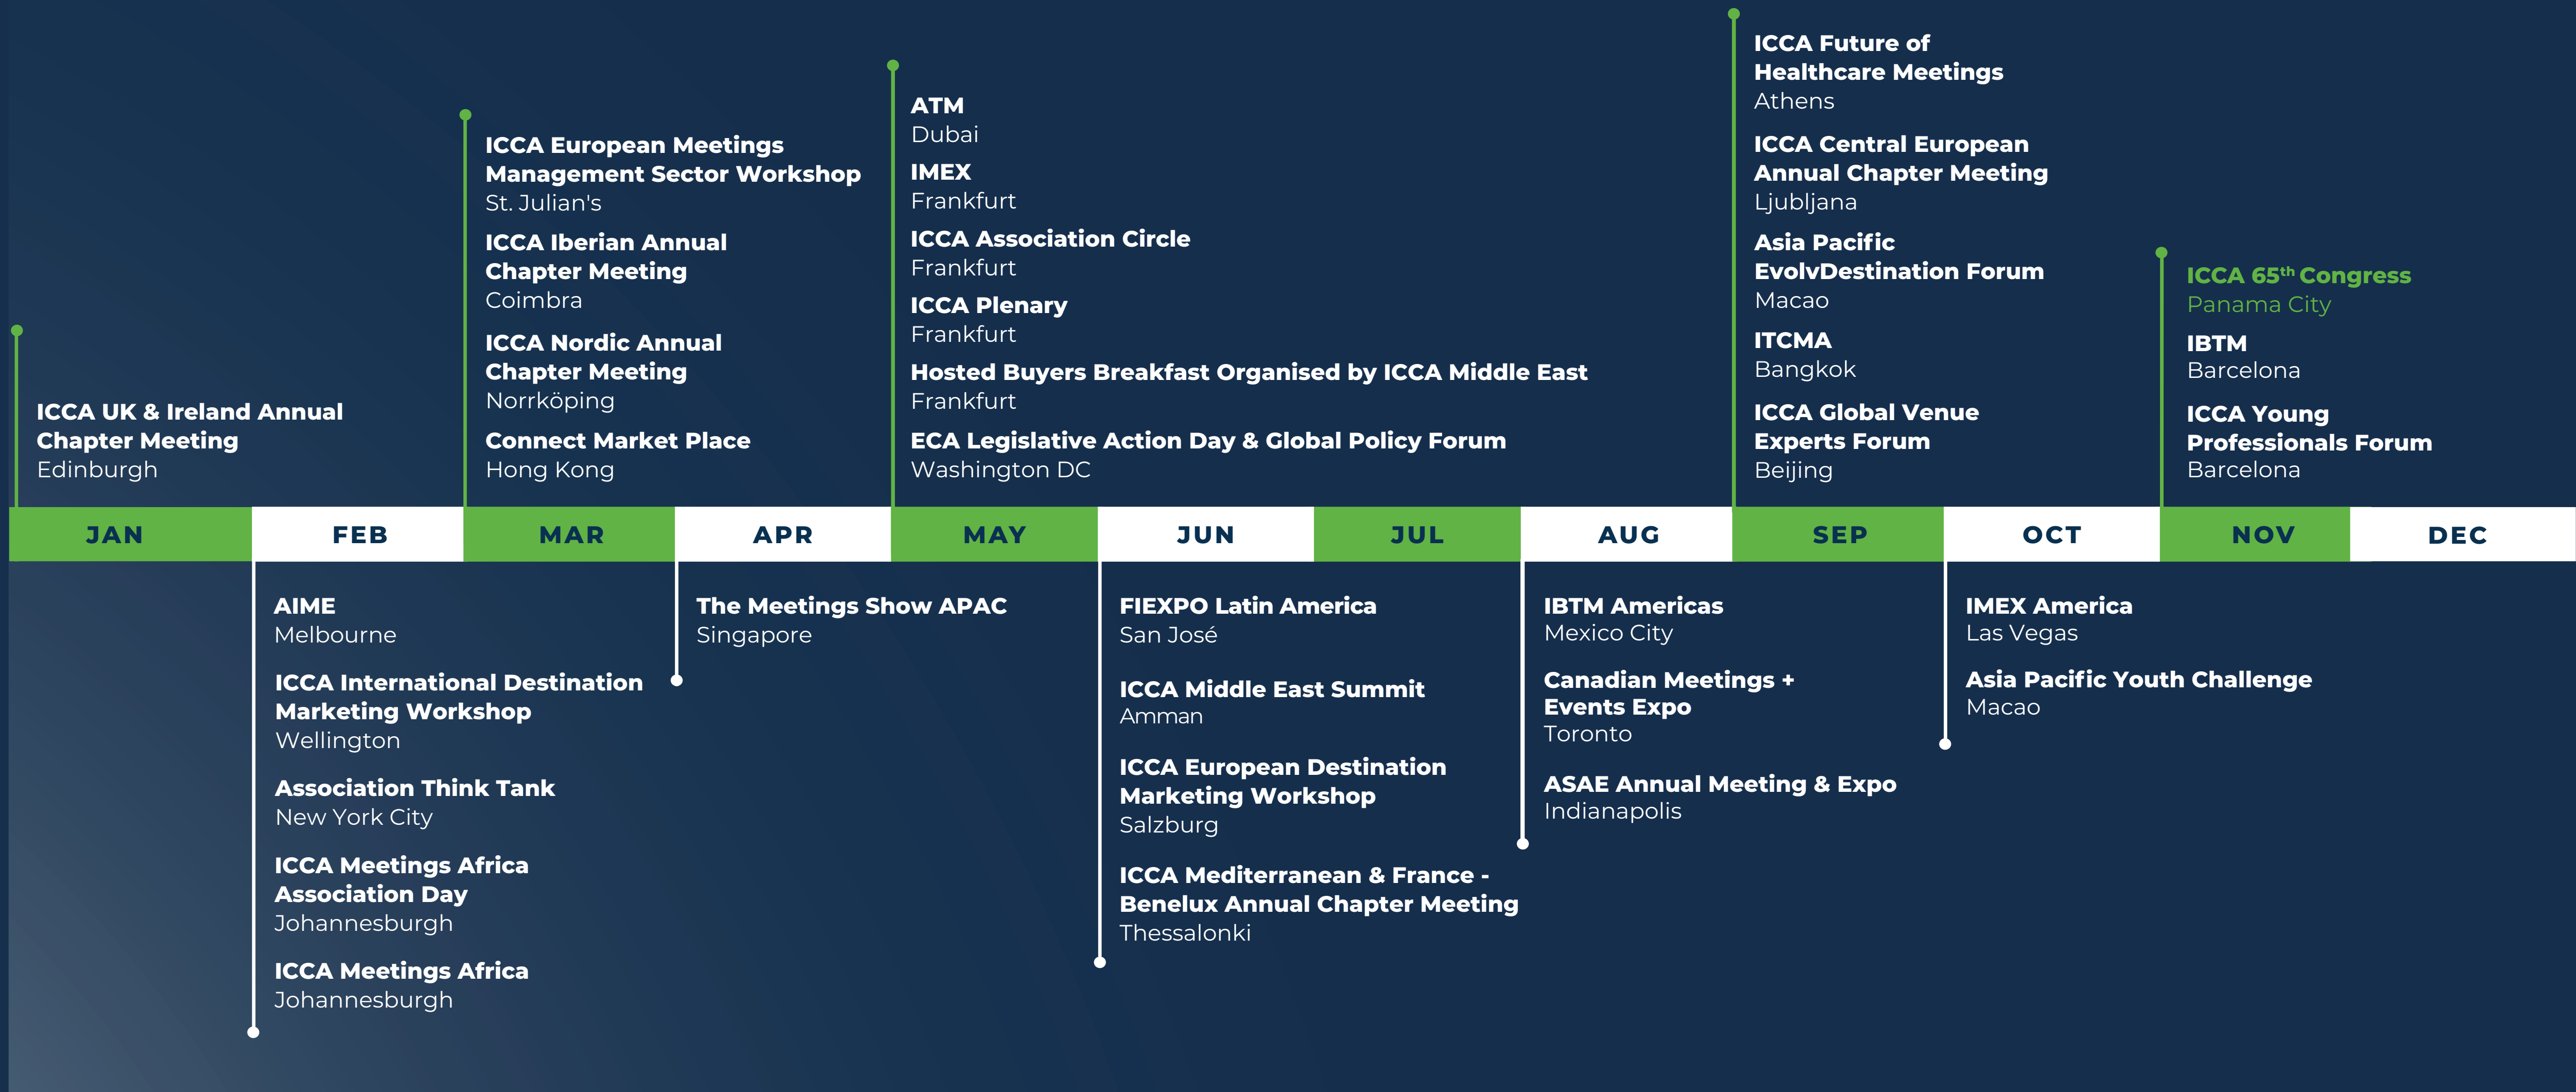 ICCA UK & Ireland Annual
Chapter Meeting
Edinburgh
ICCA European Meetings
Management Sector Workshop
St. Julian's
ICCA Iberian Annual
Chapter Meeting
Coimbra
ICCA Nordic Annual
Chapter Meeting
Norrköping
Connect Market Place
Hong Kong
ATM
Dubai
IMEX
Frankfurt
ICCA Association Circle
Frankfurt
ICCA Plenary
Frankfurt
Hosted Buyers Breakfast Organised by ICCA Middle East
Frankfurt
ECA Legislative Action Day & Global Policy Forum
Washington DC
ICCA Future of
Healthcare Meetings
Athens
ICCA Central European
Annual Chapter Meeting
Ljubljana
Asia Pacific
EvolvDestination Forum
Macao
ITCMA
Bangkok
ICCA Global Venue
Experts Forum
Beijing
ICCA 65th Congress
Panama City
IBTM
Barcelona
ICCA Young
Professionals Forum
Barcelona
JAN FEB MAR APR MAY JUN JUL AUG SEP OCT NOV DEC
AIME
Melbourne
ICCA International Destination
Marketing Workshop
Wellington
Association Think Tank
New York City
ICCA Meetings Africa
Association Day
Johannesburgh
ICCA Meetings Africa
Johannesburgh
The Meetings Show APAC
Singapore
FIEXPO Latin America
San José
ICCA Middle East Summit
Amman
ICCA European Destination
Marketing Workshop
Salzburg
ICCA Mediterranean & France -
Benelux Annual Chapter Meeting
Thessalonki
IBTM Americas
Mexico City
Canadian Meetings +
Events Expo
Toronto
ASAE Annual Meeting & Expo
Indianapolis
IMEX America
Las Vegas
Asia Pacific Youth Challenge
Macao